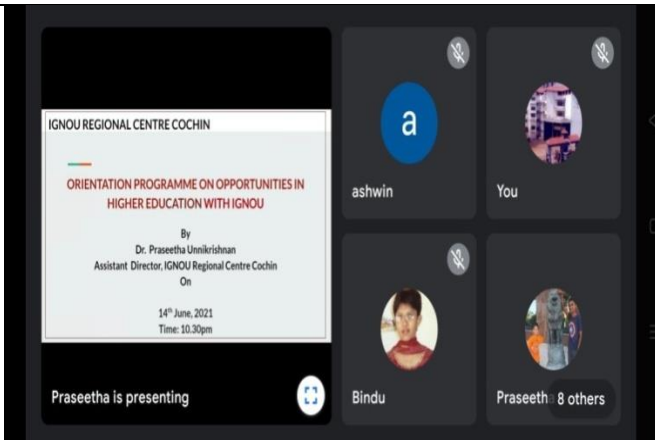 IGNOU REGIONAL CENTRE COCHIN
ORIENTATION PROGRAMME ON OPPORTUNITIES IN
HIGHER EDUCATION WITH IGNOU
By
Dr. Praseetha Unnikrishnan
Assistant Director, IGNOU Regional Centre Cochin
On
14th June, 2021
Time: 10.30pm
Praseetha is presenting
a
ashwin
You
Bindu
Praseeth
8 others